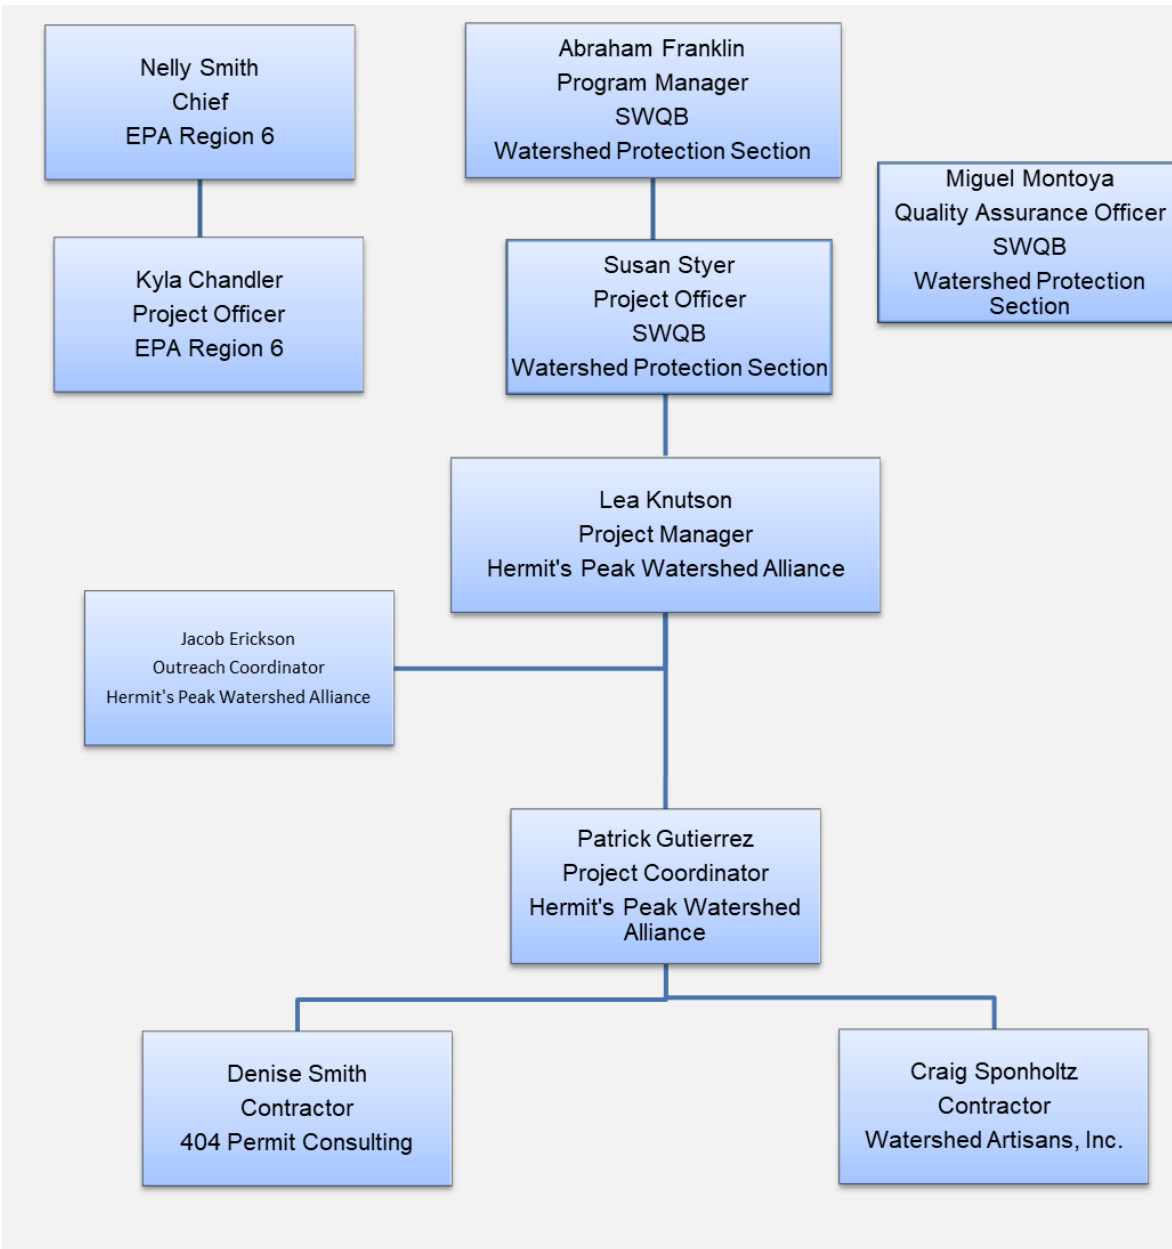 Nelly Smith
Chief
EPA Region 6
Abraham Franklin
Program Manager
SWQB
Watershed Protection Section
Miguel Montoya
Quality Assurance Officer
SWQB
Watershed Protection
Section
Kyla Chandler
Project Officer
EPA Region 6
Susan Styer
Project Officer
SWQB
Watershed Protection Section
Lea Knutson
Project Manager
Hermit's Peak Watershed Alliance
Jacob Erickson
Outreach Coordinator
Hermit's Peak Watershed Alliance
Patrick Gutierrez
Project Coordinator
Hermit's Peak Watershed
Alliance
Denise Smith
Contractor
404 Permit Consulting
Craig Sponholtz
Contractor
Watershed Artisans, Inc.